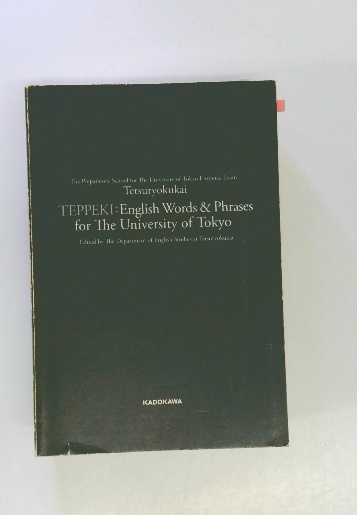 The Preparatory School for The University of Tokyo Entrance Exam
Tetsuryokukai
TEPPEKI:English Words & Phrases
for The University of Tokyo
Edited by The Department of English Studies at Tetsuryokukai
KADOKAWA